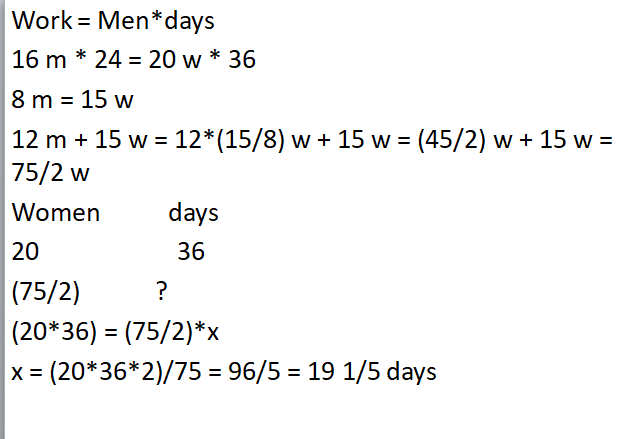 Work = Men*days
16 m * 24 = 20 w * 36
8 m = 15 w
12 m + 15 w = 12*(15/8) w + 15 w = (45/2) w + 15 w =
75/2 w
Women days
20 36
(75/2) ?
(20*36) = (75/2)*x
x = (20*36*2)/75 = 96/5 = 19 1/5 days